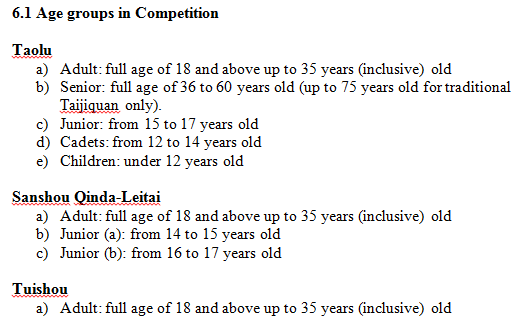 6.1 Age groups in Competition
Taolu
a) Adult: full age of 18 and above up to 35 years (inclusive) old
b) Senior: full age of 36 to 60 years old (up to 75 years old for traditional
Taijiquan only).
c) Junior: from 15 to 17 years old
d) Cadets: from 12 to 14 years old
e) Children: under 12 years old
Sanshou Qinda-Leitai
a) Adult: full age of 18 and above up to 35 years (inclusive) old
b) Junior (a): from 14 to 15 years old
c) Junior (b): from 16 to 17 years old
Tuishou
a) Adult: full age of 18 and above up to 35 years (inclusive) old